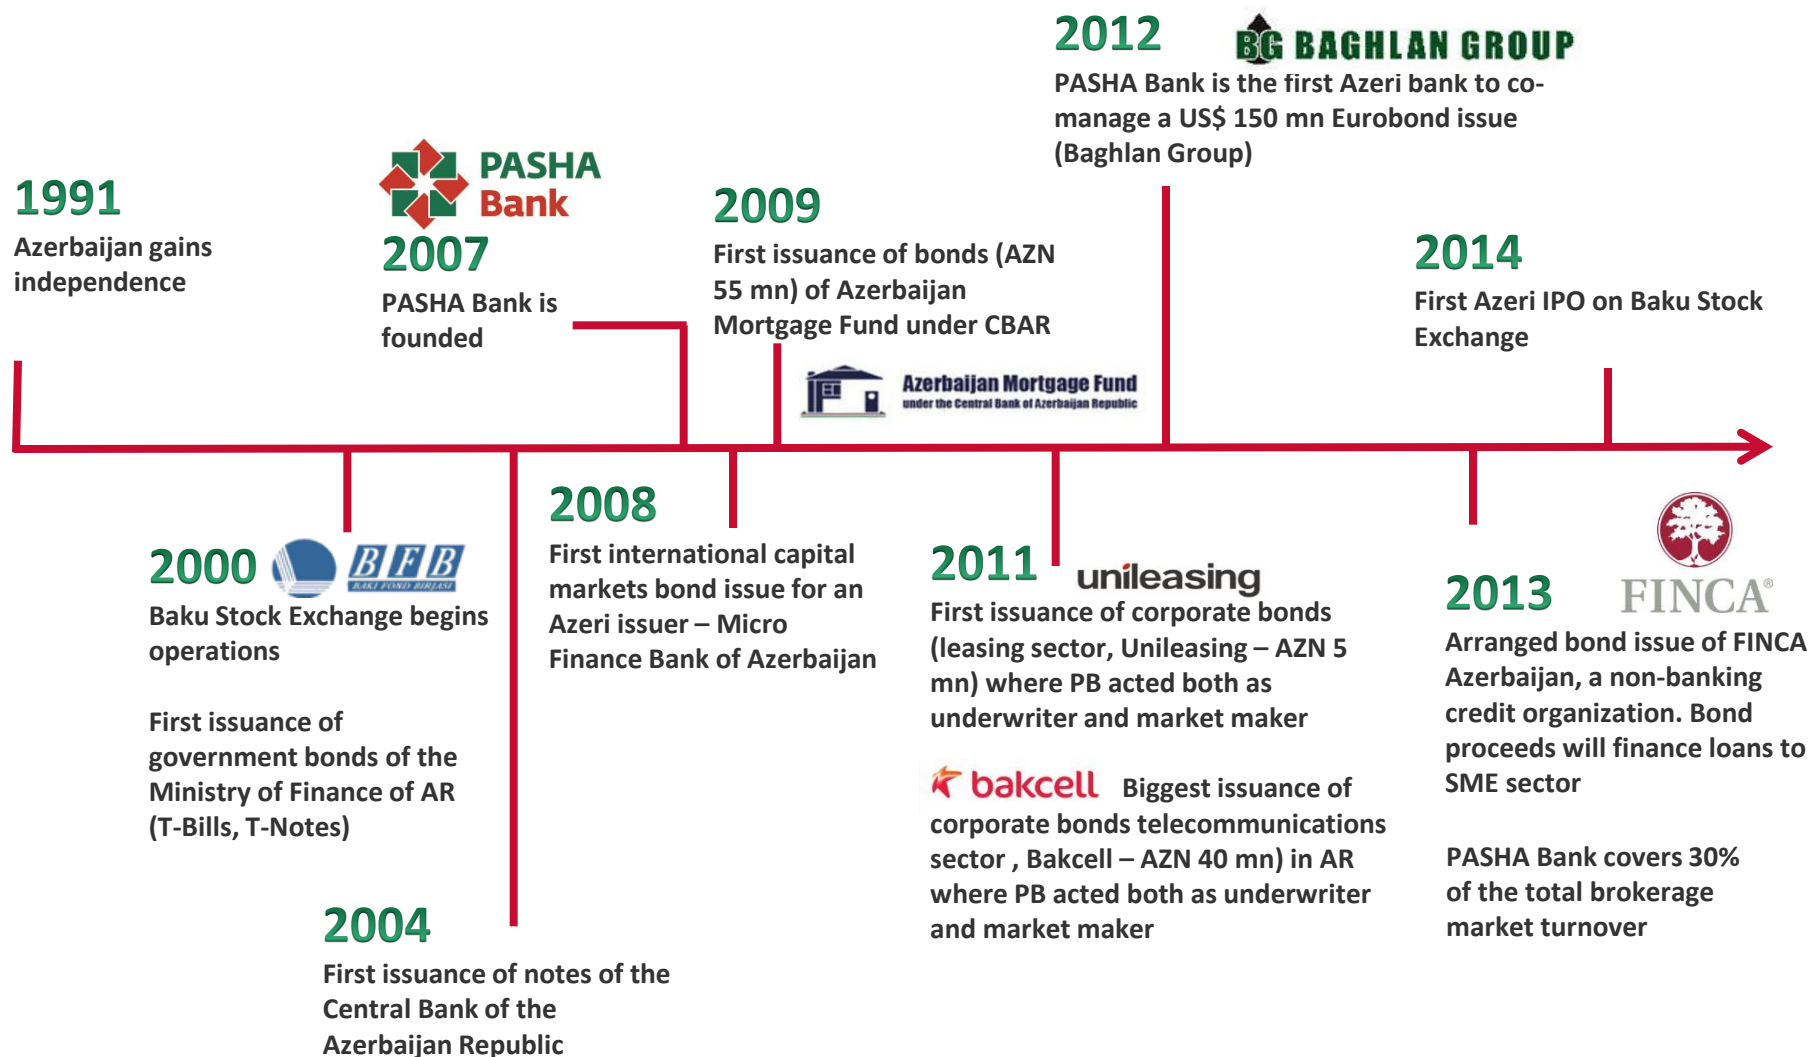 1991
Azerbaijan gains
independence
PASHA
Bank
2007
PASHA Bank is
founded
2009
First issuance of bonds (AZN
55 mn) of Azerbaijan
Mortgage Fund under CBAR
Azerbaijan Mortgage Fund
under the Central Bank of Azerbaijan Republic
2012
BG BAGHLAN GROUP
PASHA Bank is the first Azeri bank to co-
manage a US$ 150 mn Eurobond issue
(Baghlan Group)
2014
First Azeri IPO on Baku Stock
Exchange
2000
BFB
BAKI FOND BIRJASI
Baku Stock Exchange begins
operations
First issuance of
government bonds of the
Ministry of Finance of AR
(T-Bills, T-Notes)
2004
First issuance of notes of the
Central Bank of the
Azerbaijan Republic
2008
First international capital
markets bond issue for an
Azeri issuer – Micro
Finance Bank of Azerbaijan
2011
unileasing
First issuance of corporate bonds
(leasing sector, Unileasing – AZN 5
mn) where PB acted both as
underwriter and market maker
bakcell Biggest issuance of
corporate bonds telecommunications
sector , Bakcell – AZN 40 mn) in AR
where PB acted both as underwriter
and market maker
2013
FINCA®
Arranged bond issue of FINCA
Azerbaijan, a non-banking
credit organization. Bond
proceeds will finance loans to
SME sector
PASHA Bank covers 30%
of the total brokerage
market turnover